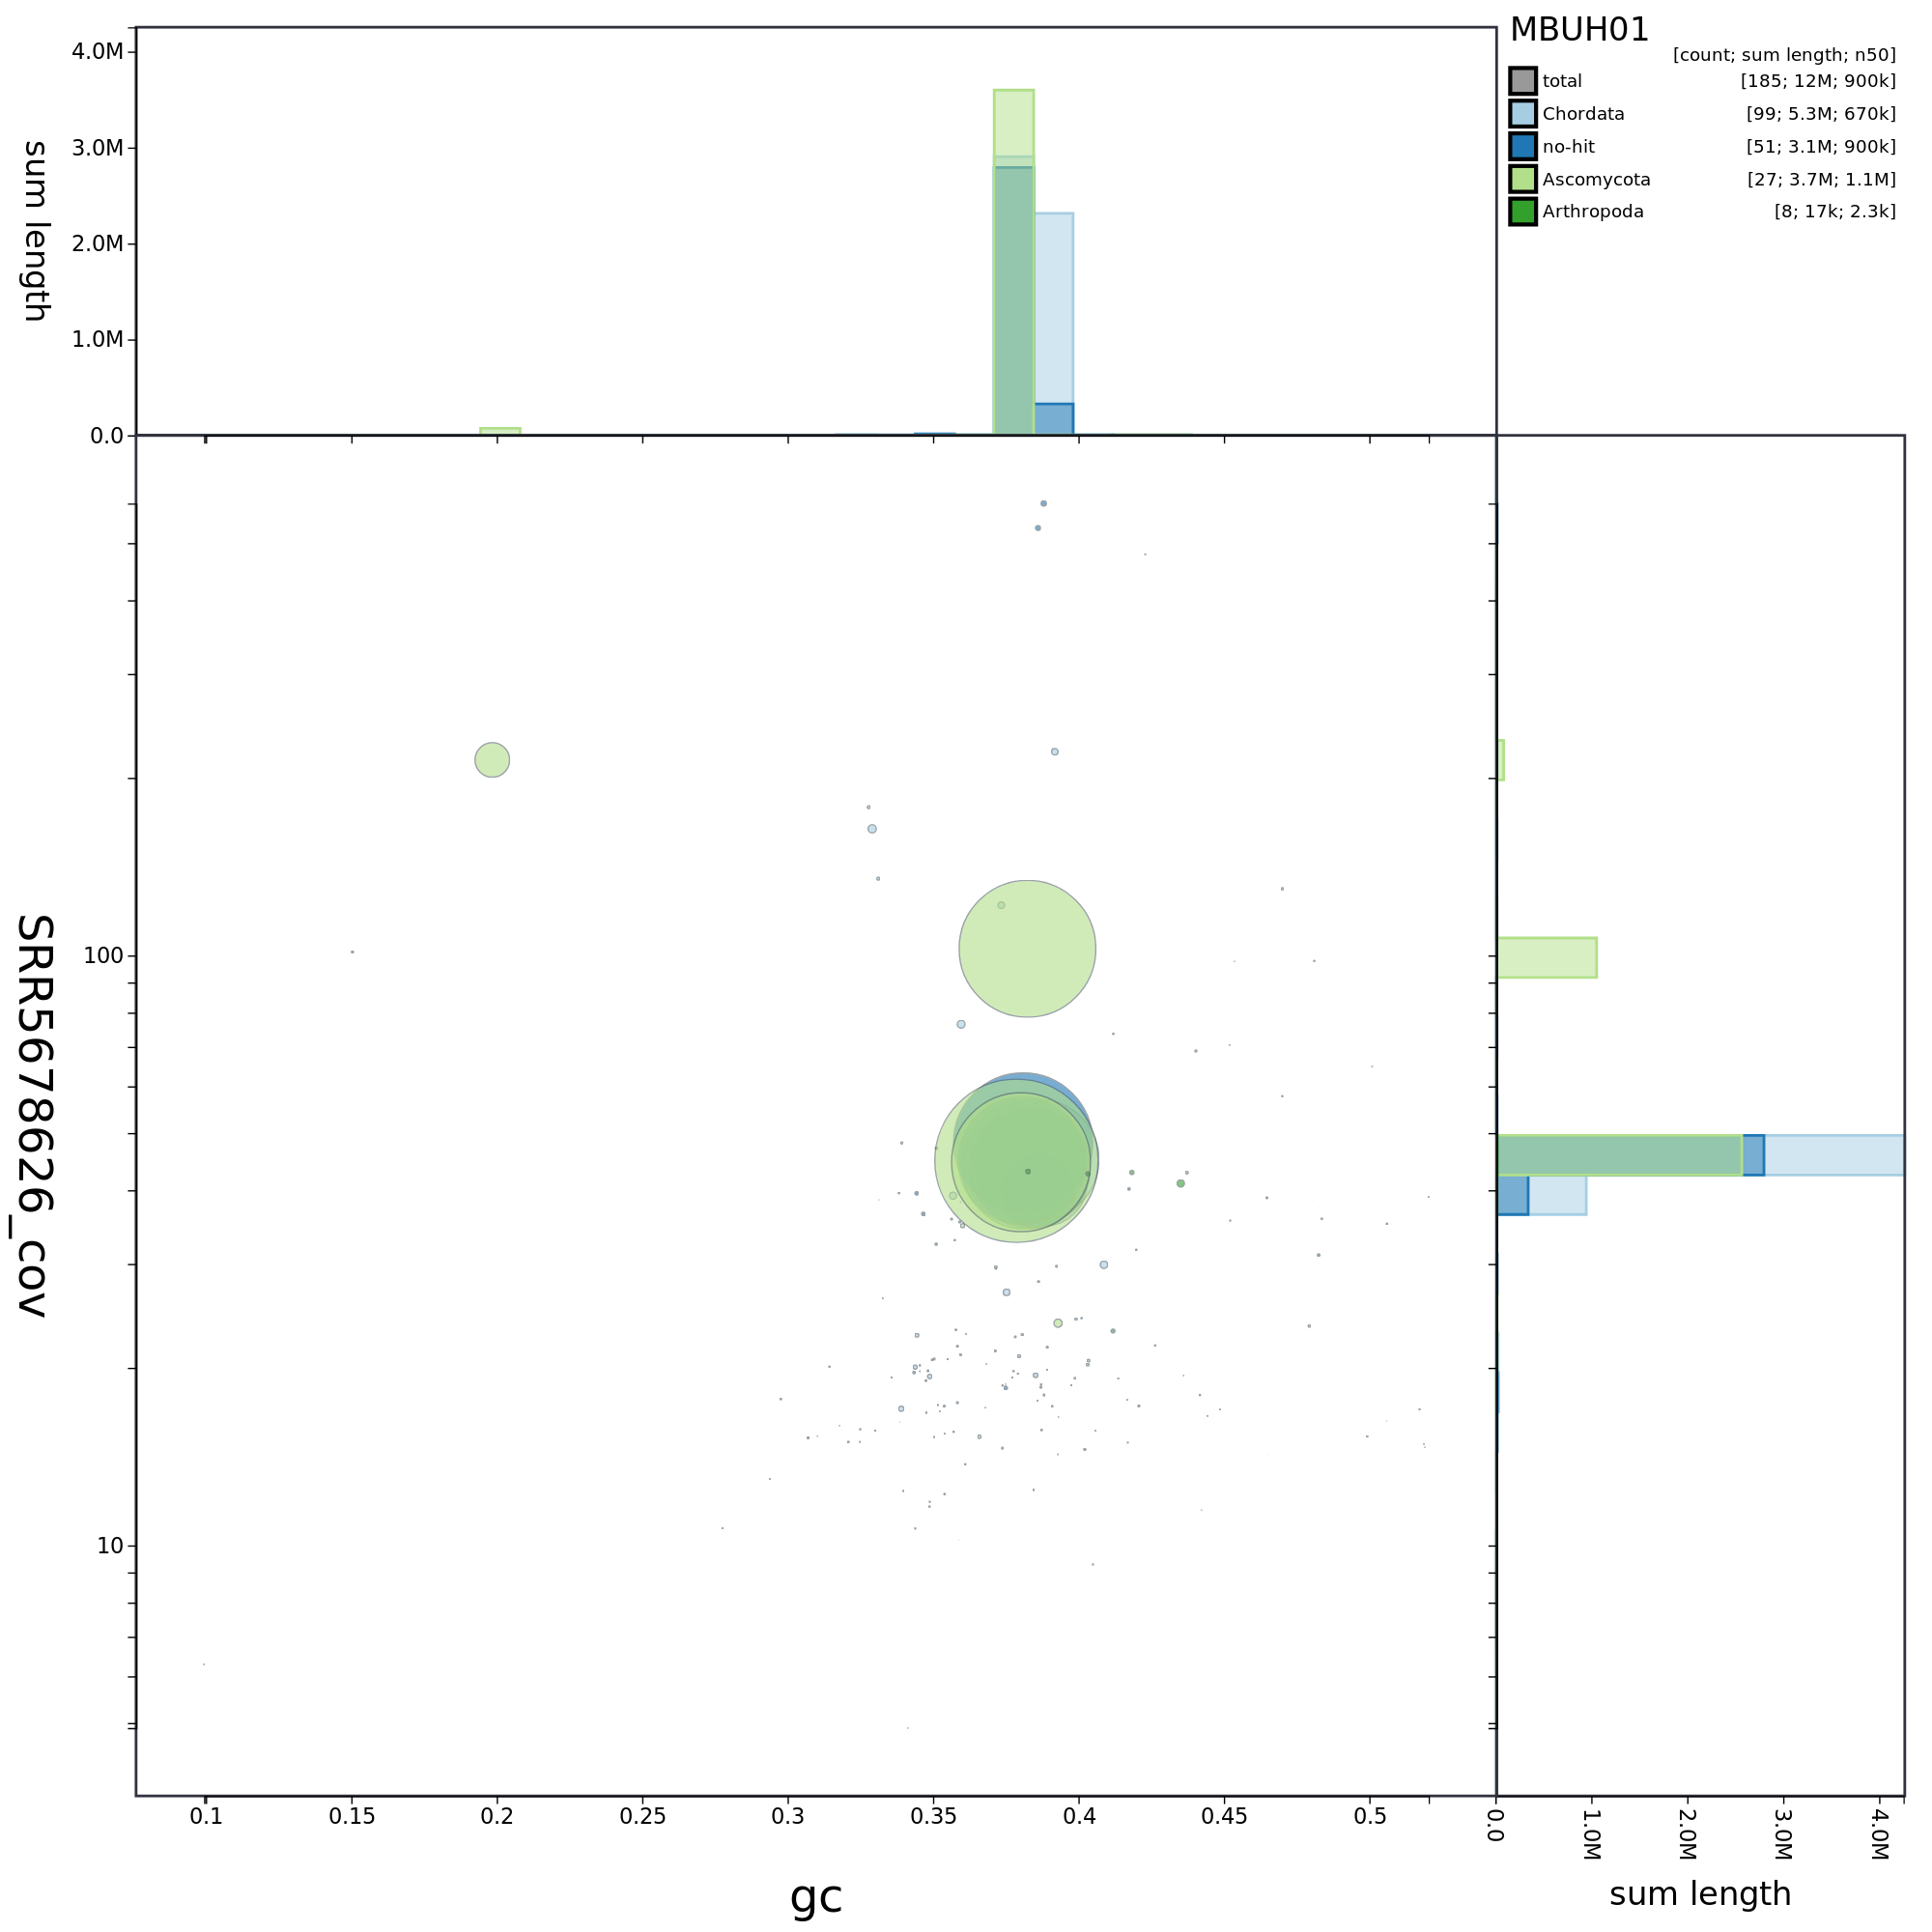 MBUH01
[count; sum length; n50]
total [185; 12M; 900k]
Chordata [99; 5.3M; 670k]
no-hit [51; 3.1M; 900k]
Ascomycota [27; 3.7M; 1.1M]
Arthropoda [8; 17k; 2.3k]
4.0M
3.0M
2.0M
1.0M
0.0
sum length
100
10
SRR5678626_cov
0.1 0.15 0.2 0.25 0.3 0.35 0.4 0.45 0.5
gc
0.0 1.0M 2.0M 3.0M 4.0M
sum length